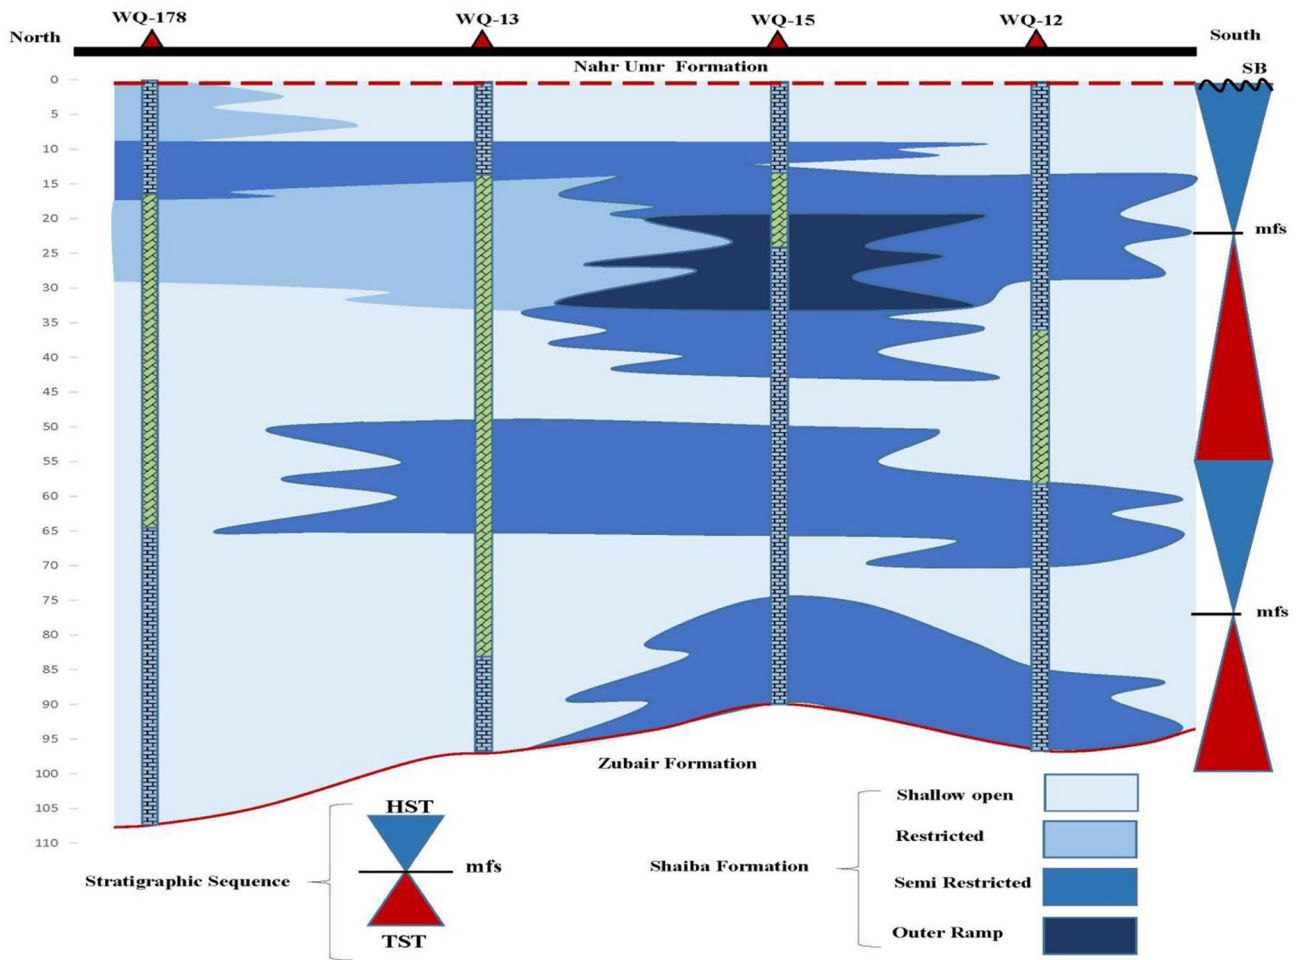 WQ-178
WQ-13
WQ-15
WQ-12
North
South
Nahr Umr Formation
SB
0
5
10
15
20
25
30
35
40
45
50
55
60
65
70
75
80
85
90
95
100
105
110
mfs
mfs
Zubair Formation
HST
mfs
TST
Stratigraphic Sequence
Shaiba Formation
Shallow open
Restricted
Semi Restricted
Outer Ramp